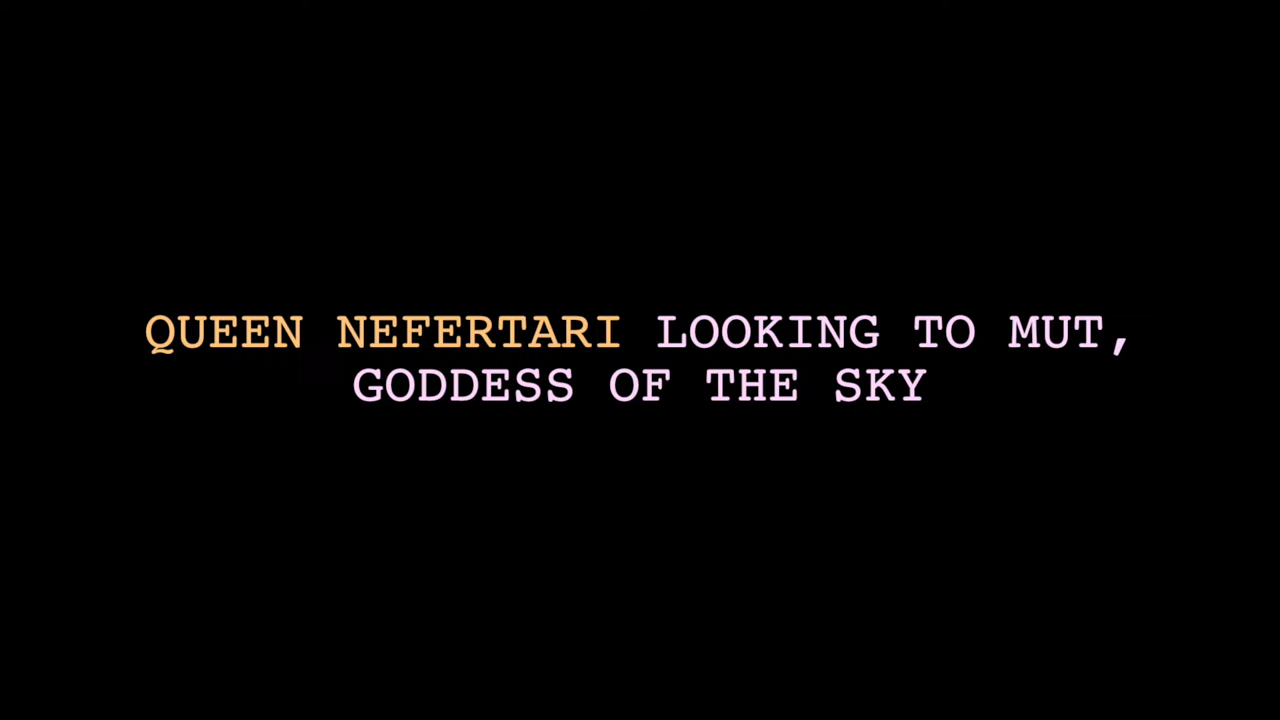 QUEEN NEFERTARI LOOKING TO MUT,
GODDESS OF THE SKY